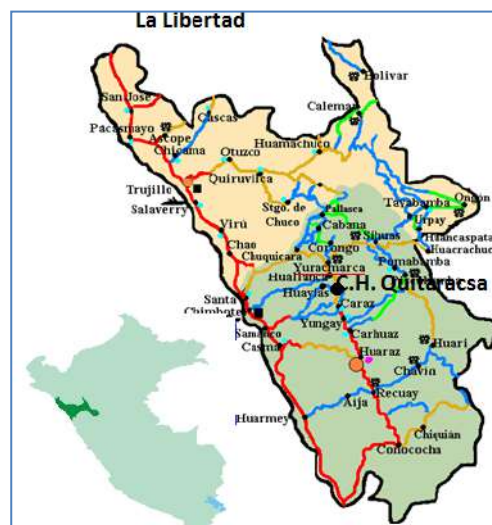 La Libertad
Bolivar
San Jose
Calemar
Cascas
Pacasmayo
Ascope
Chicama
Huamachuco
Otuzco
Quiruvilca
Trujillo
Salaverry
Stgo. de
Chuco
Pallasca
Tayabamba
Ongón
Urpay
Virú
Cabana
Huancaspata
Chao
Corongo
Sihuas
Huacrachuco
Chuquicara
Yuracmarca
Pomabamba
Huallanca
C.H. Quitaracsa
Huaylas
Santa
Caraz
Chimbote
Yungay
Samanco
Carhuaz
Casma
Huaraz
Huari
Chavin
Recuay
Aija
Huarmey
Chiquián
Conococha